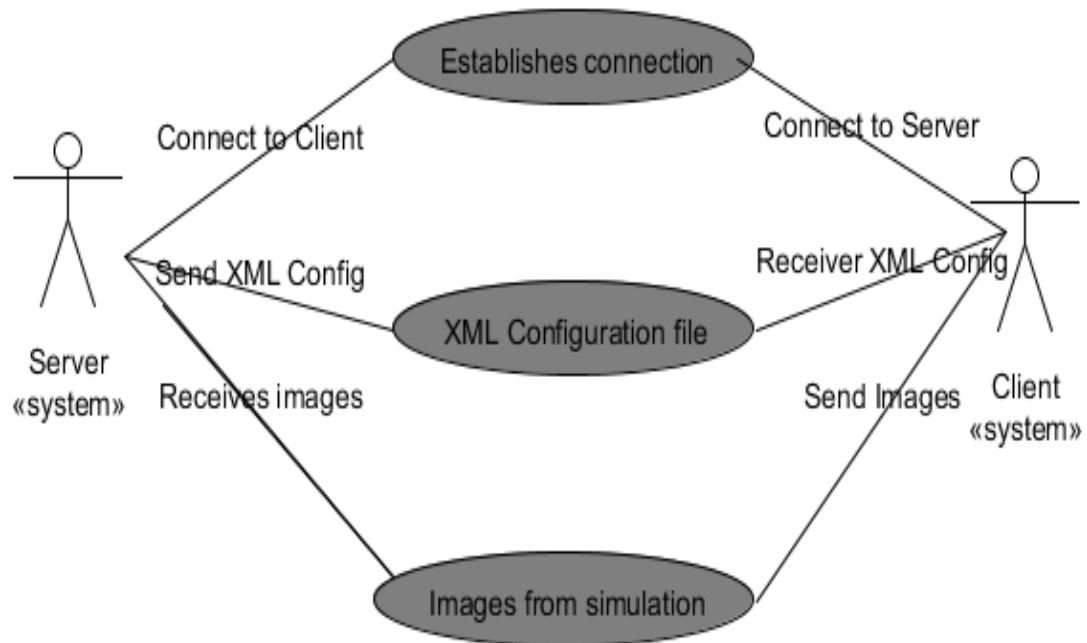 Establishes connection
Connect to Client
Connect to Server
Send XML Config
Receiver XML Config
XML Configuration file
Server
«system»
Receives images
Send Images
Client
«system»
Images from simulation